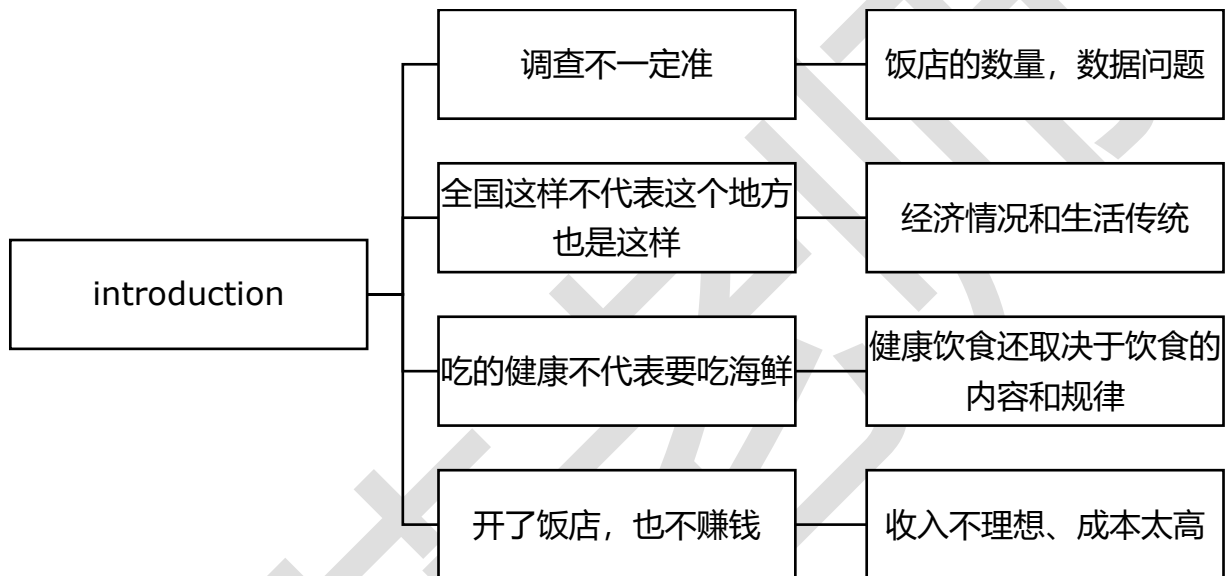 调查不一定准
饭店的数量，数据问题
全国这样不代表这个地方
也是这样
经济情况和生活传统
introduction
吃的健康不代表要吃海鲜
健康饮食还取决于饮食的
内容和规律
开了饭店，也不赚钱
收入不理想、成本太高